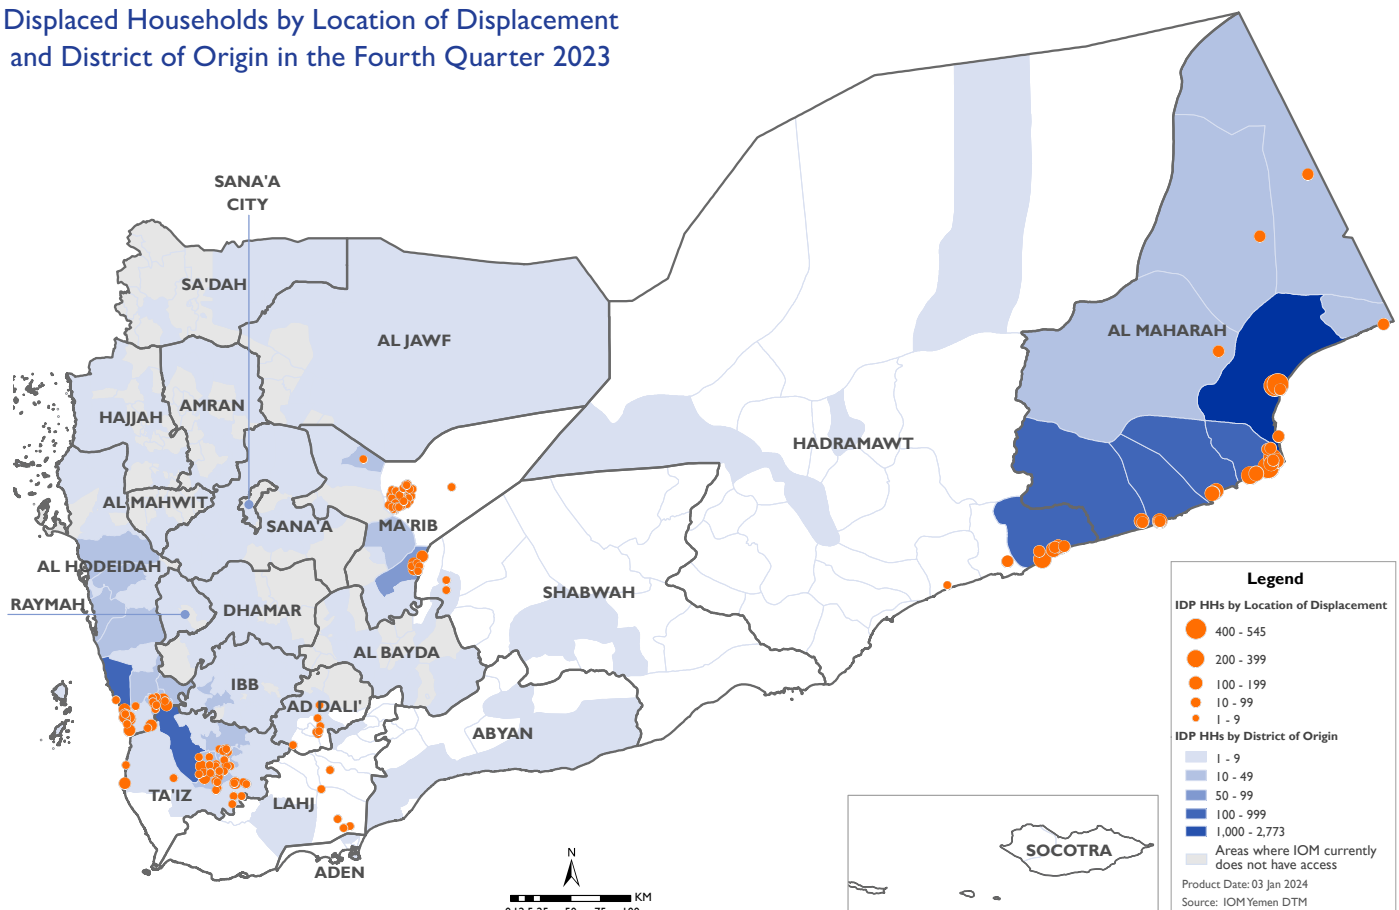 Displaced Households by Location of Displacement
and District of Origin in the Fourth Quarter 2023
SANA'A
CITY
SA'DAH
AL JAWF
AL MAHARAH
HAJJAH
AMRAN
HADRAMAWT
AL MAHWIT
SANA'A
MA'RIB
AL HODEIDAH
RAYMAH
DHAMAR
SHABWAH
AL BAYDA
IBB
AD DALI'
ABYAN
TA'IZ
LAHJ
ADEN
SOCOTRA
N
KM
Legend
IDP HHs by Location of Displacement
400 - 545
200 - 399
100 - 199
10 - 99
1 - 9
IDP HHs by District of Origin
1 - 9
10 - 49
50 - 99
100 - 999
1,000 - 2,773
Areas where IOM currently
does not have access
Product Date: 03 Jan 2024
Source: IOM Yemen DTM